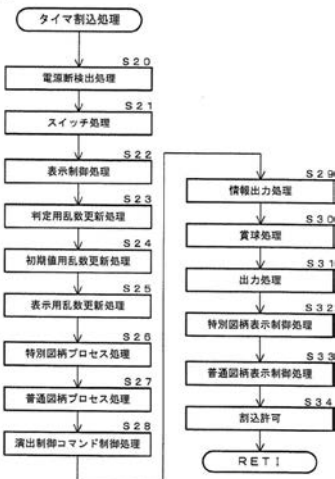 タイマ割込処理
S20
電源断検出処理
S21
スイッチ処理
S22
表示制御処理
S23
判定用乱数更新処理
S24
初期値用乱数更新処理
S25
表示用乱数更新処理
S26
特別図柄プロセス処理
S27
普通図柄プロセス処理
S28
演出制御コマンド制御処理
S29
情報出力処理
S30
賞球処理
S31
出力処理
S32
特別図柄表示制御処理
S33
普通図柄表示制御処理
S34
割込許可
RETI